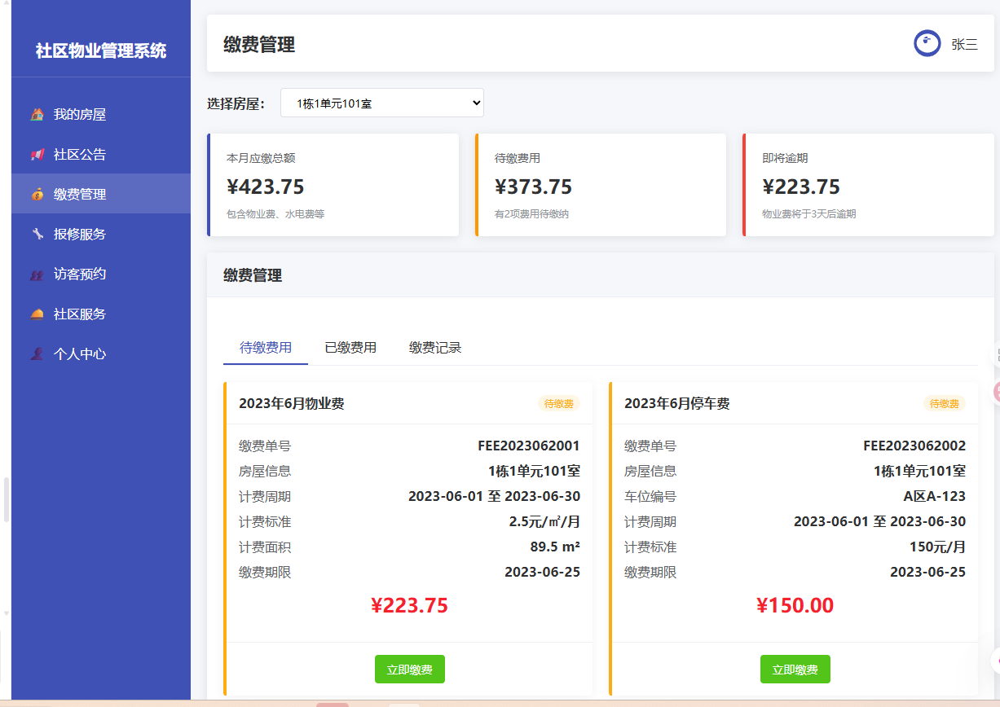 社区物业管理系统
我的房屋
社区公告
缴费管理
报修服务
访客预约
社区服务
个人中心
缴费管理
张三
选择房屋：
1栋1单元101室
本月应缴总额
¥423.75
包含物业费、水电费等
待缴费用
¥373.75
有2项费用待缴纳
即将逾期
¥223.75
物业费将于3天后逾期
缴费管理
待缴费用 已缴费用 缴费记录
2023年6月物业费 待缴费
缴费单号 FEE2023062001
房屋信息 1栋1单元101室
计费周期 2023-06-01 至 2023-06-30
计费标准 2.5元/㎡/月
计费面积 89.5 m²
缴费期限 2023-06-25
¥223.75
立即缴费
2023年6月停车费 待缴费
缴费单号 FEE2023062002
房屋信息 1栋1单元101室
车位编号 A区A-123
计费周期 2023-06-01 至 2023-06-30
计费标准 150元/月
缴费期限 2023-06-25
¥150.00
立即缴费